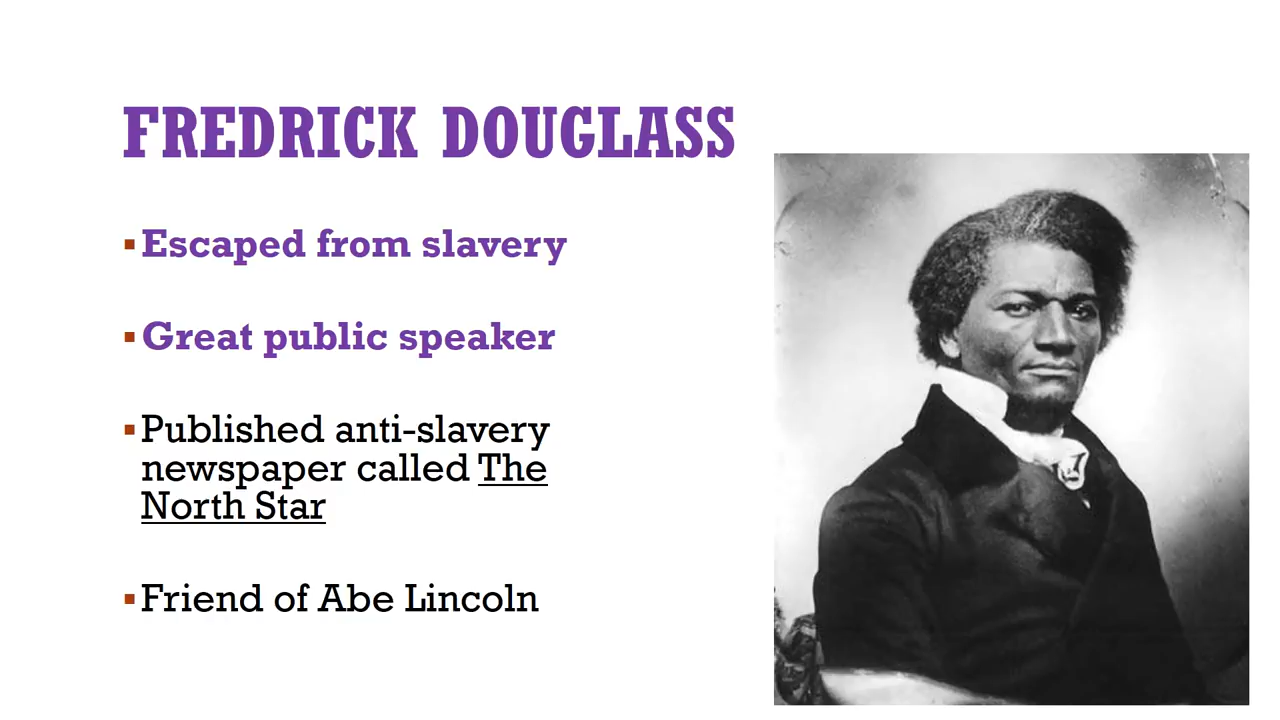 FREDRICK DOUGLASS
Escaped from slavery
Great public speaker
Published anti-slavery
newspaper called The
North Star
Friend of Abe Lincoln